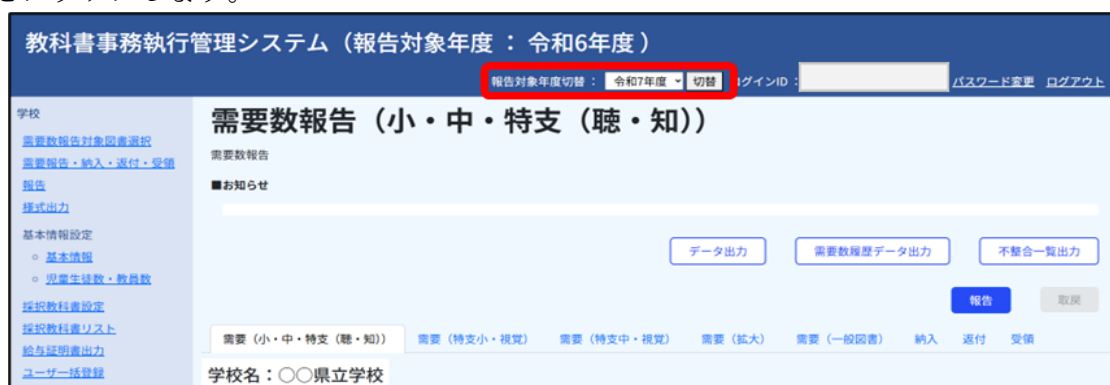 教科書事務執行管理システム（報告対象年度 ： 令和6年度 ）
報告対象年度切替： 令和7年度 切替 ログインID： パスワード変更 ログアウト
学校
需要数報告対象図書選択
需要報告・納入・返付・受領
報告
様式出力
基本情報設定
基本情報
児童生徒数・教員数
採択教科書設定
採択教科書リスト
給与証明書出力
ユーザ一括登録
需要数報告（小・中・特支（聴・知））
需要数報告
■お知らせ
データ出力 需要数履歴データ出力 不整合一覧出力
報告 取戻
需要（小・中・特支（聴・知）） 需要（特支小・視覚） 需要（特支中・視覚） 需要（拡大） 需要（一般図書） 納入 返付 受領
学校名：○○県立学校